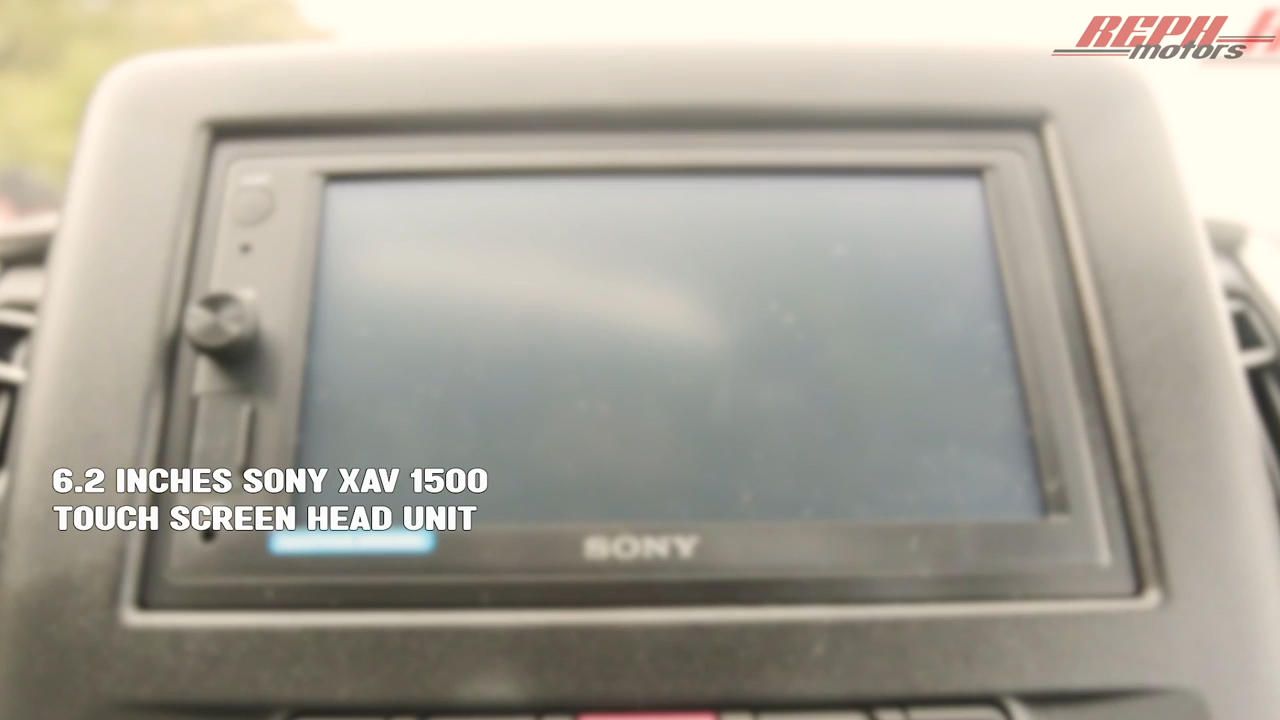 REPH
motors
6.2 INCHES SONY XAV 1500
TOUCH SCREEN HEAD UNIT
SONY